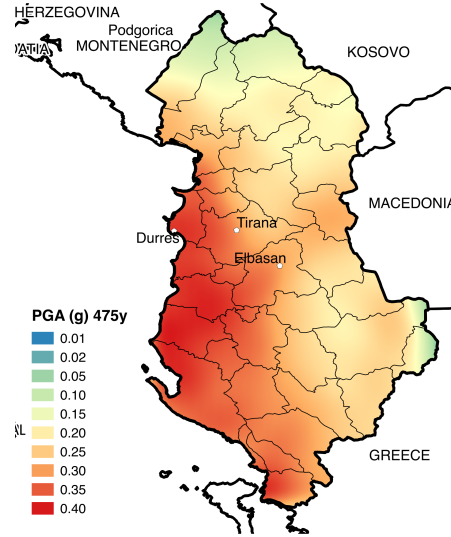 HERZEGOVINA
Podgorica
MONTENEGRO
KOSOVO
MACEDONIA
Tirana
Durres
Elbasan
GREECE
PGA (g) 475y
0.01
0.02
0.05
0.10
0.15
0.20
0.25
0.30
0.35
0.40